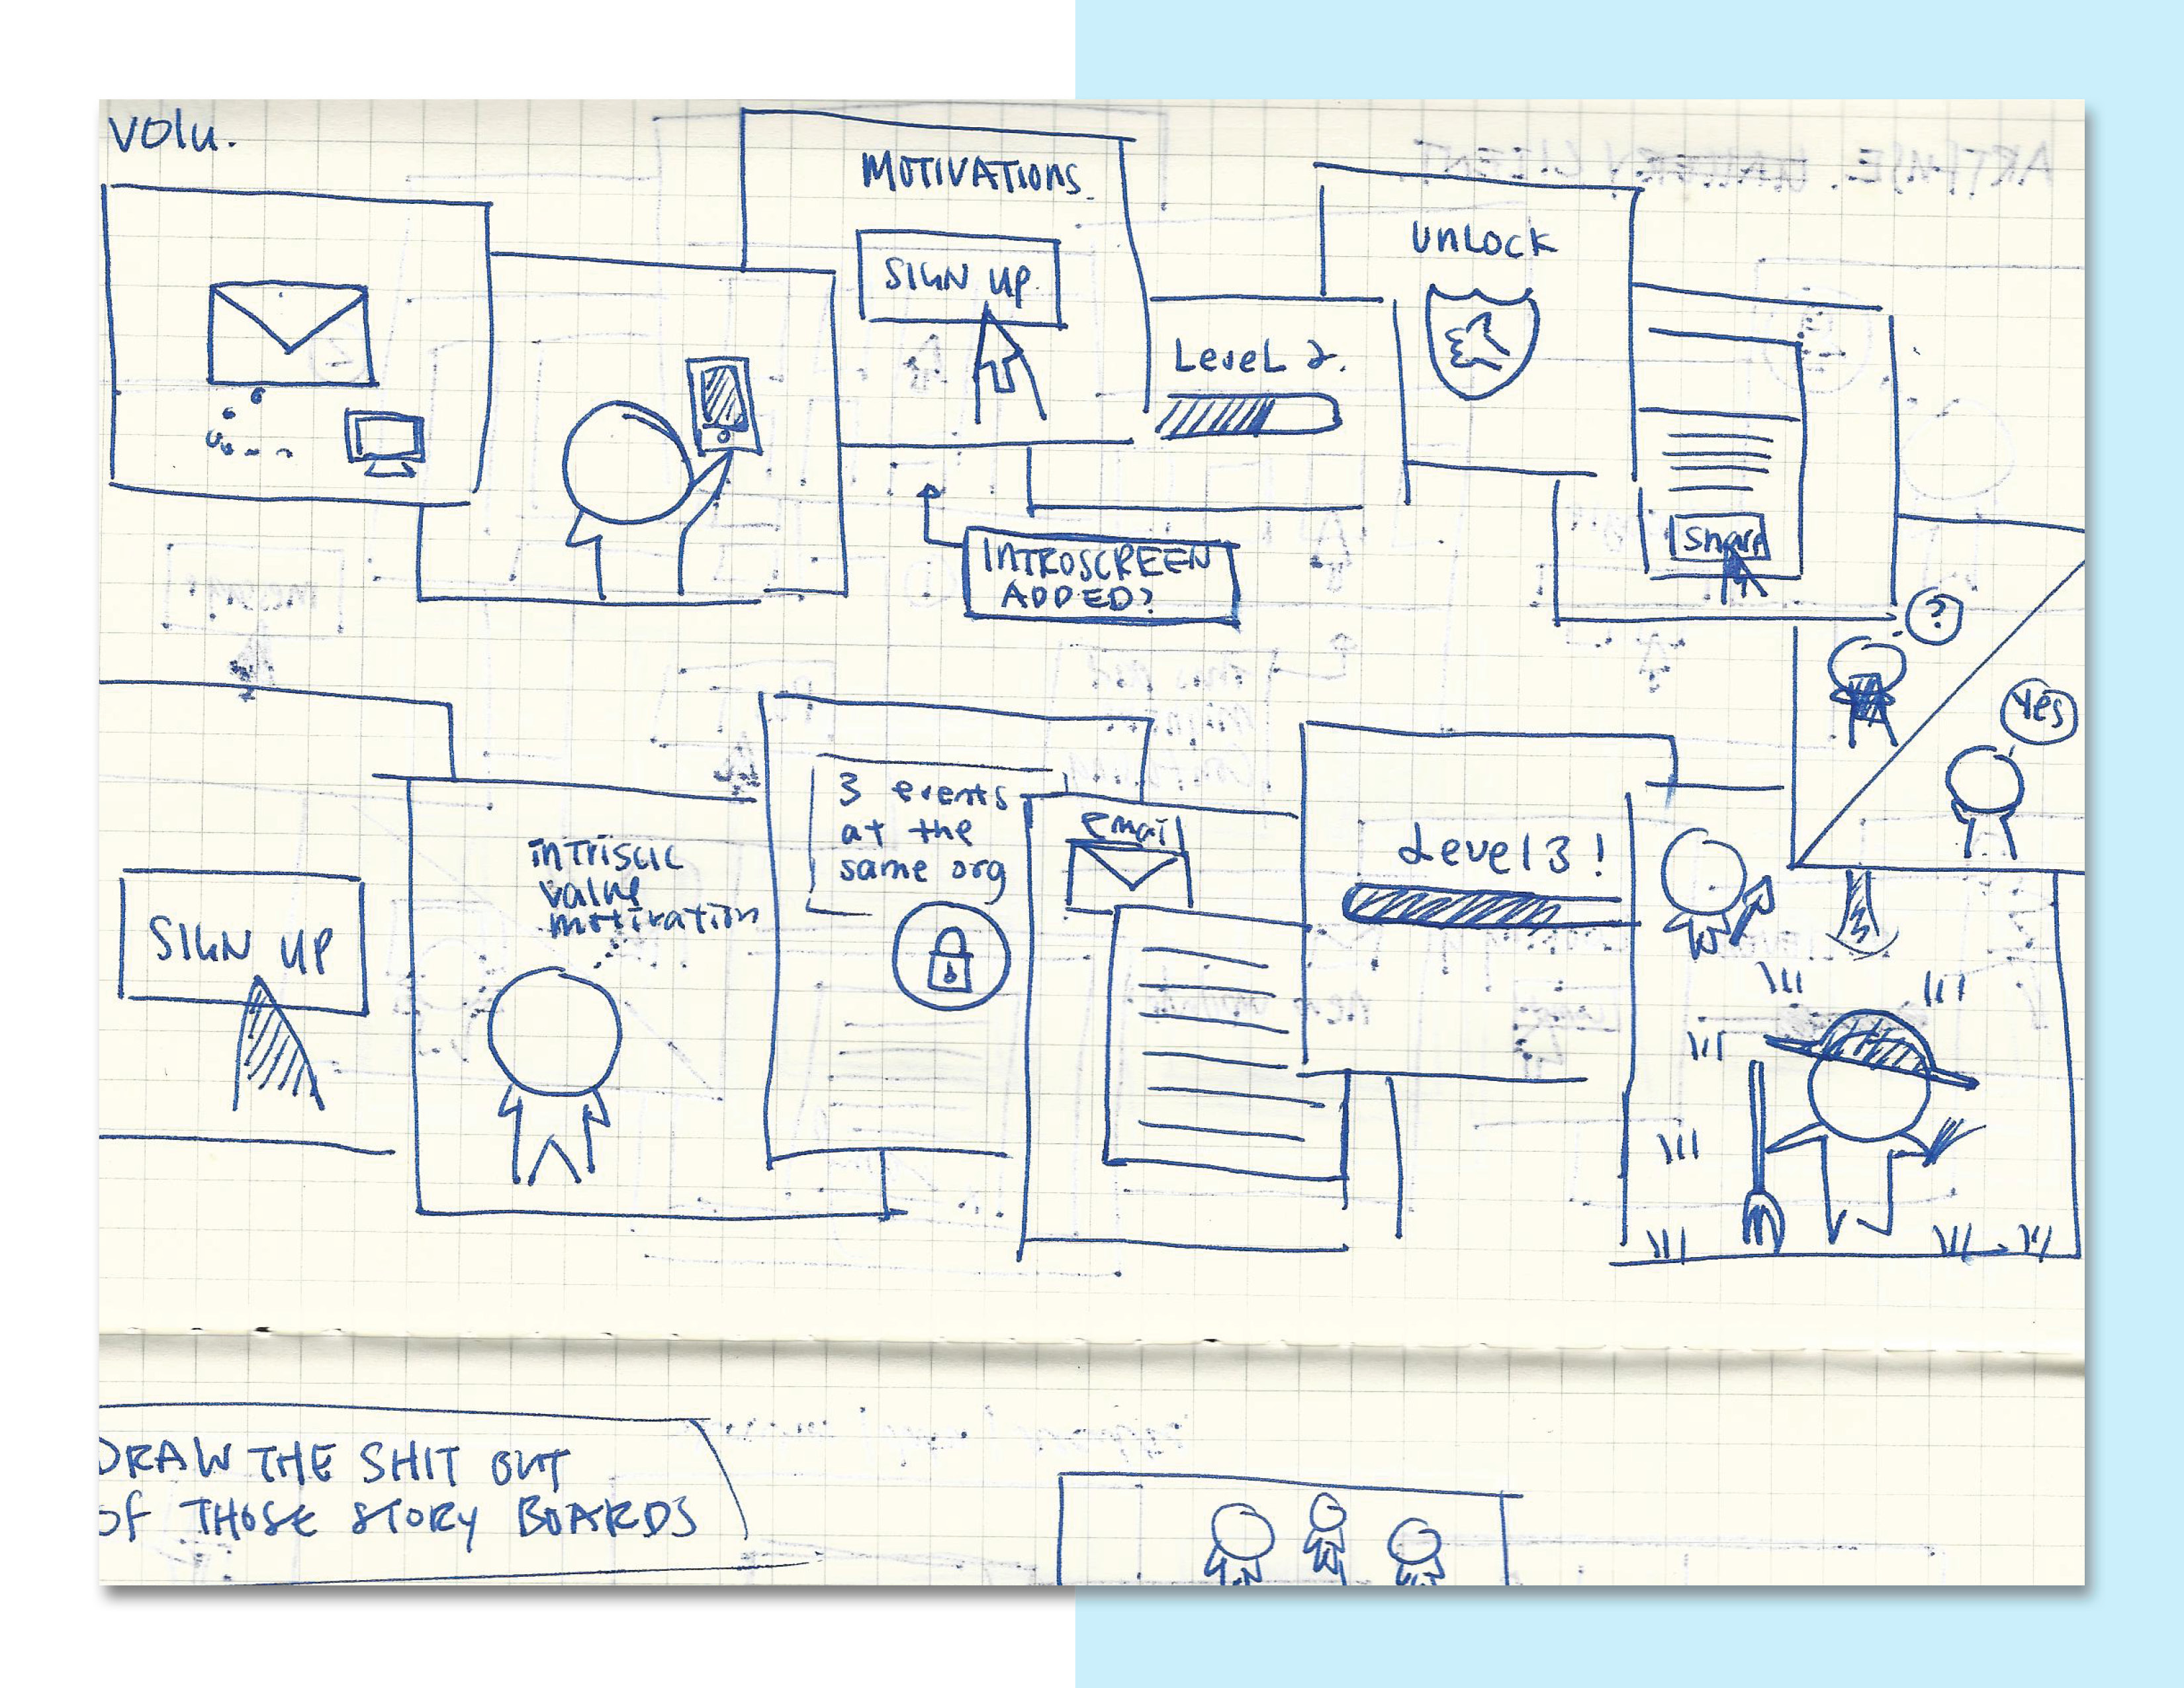 volu.
MOTIVATIONS.
SIGN UP.
Level 2.
UNLOCK
Share
INTROSCREEN
ADDED?
?
Yes
SIGN UP
intrisic
value
motivation
3 events
at the
same org
email
Level 3!
DRAW THE SHIT OUT
OF THOSE STORY BOARDS